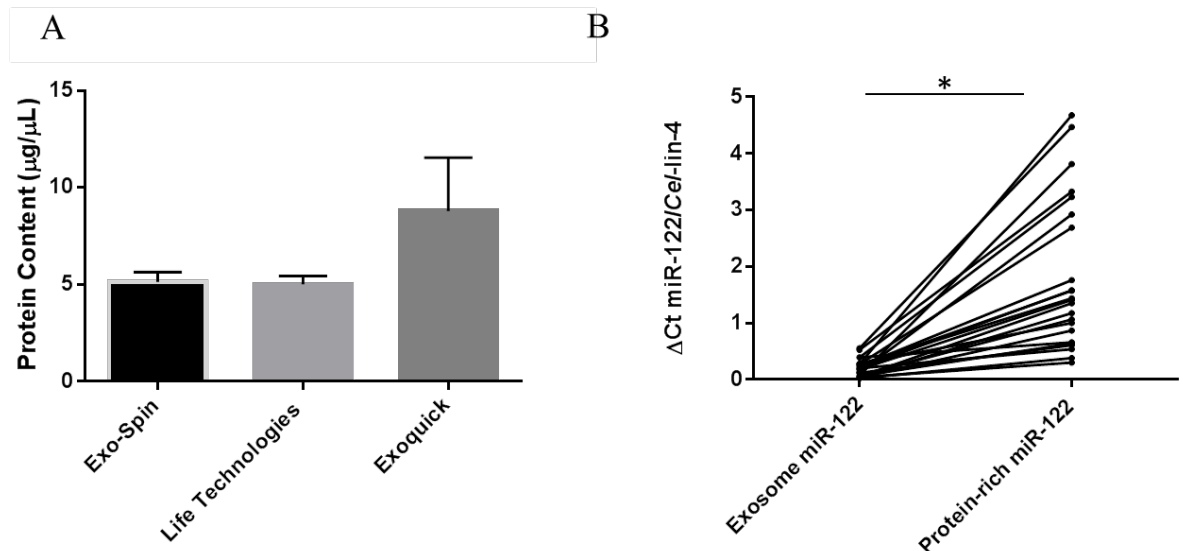 A
B
Protein Content (µg/µL)
15
10
5
0
Exo-Spin
Life Technologies
Exoquick
*
ΔCt miR-122/Cel-lin-4
5
4
3
2
1
0
Exosome miR-122
Protein-rich miR-122